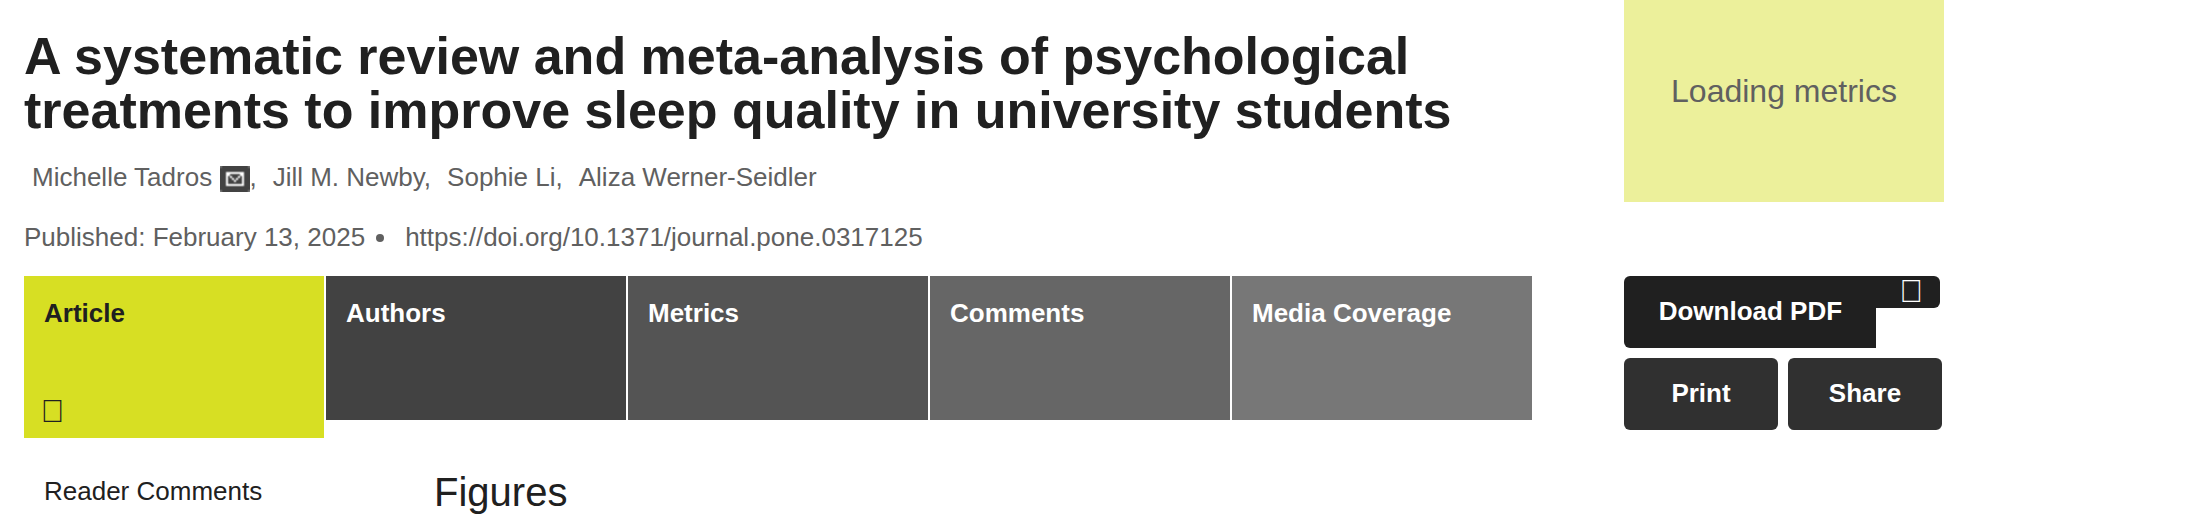 A systematic review and meta-analysis of psychological
treatments to improve sleep quality in university students
Michelle Tadros , Jill M. Newby, Sophie Li, Aliza Werner-Seidler
Published: February 13, 2025 • https://doi.org/10.1371/journal.pone.0317125
Article
Authors
Metrics
Comments
Media Coverage
Reader Comments
Figures
Loading metrics
Download PDF
Print
Share